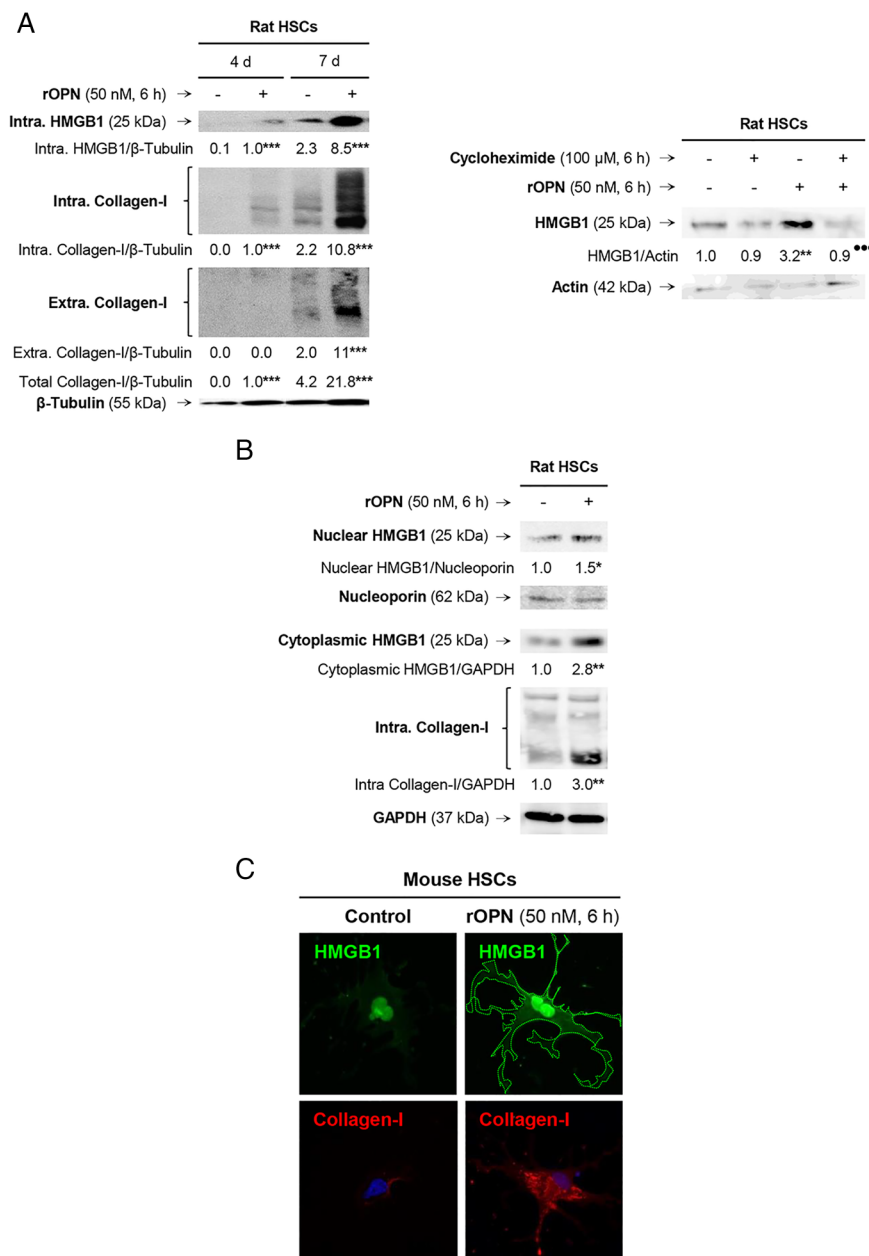 A
Rat HSCs
4 d 7 d
rOPN (50 nM, 6 h) → - + - +
Intra. HMGB1 (25 kDa) →
Intra. HMGB1/β-Tubulin 0.1 1.0*** 2.3 8.5***
Intra. Collagen-I
Intra. Collagen-I/β-Tubulin 0.0 1.0*** 2.2 10.8***
Extra. Collagen-I
Extra. Collagen-I/β-Tubulin 0.0 0.0 2.0 11***
Total Collagen-I/β-Tubulin 0.0 1.0*** 4.2 21.8***
β-Tubulin (55 kDa) →
Rat HSCs
Cycloheximide (100 µM, 6 h) → - + - +
rOPN (50 nM, 6 h) → - - + +
HMGB1 (25 kDa) →
HMGB1/Actin 1.0 0.9 3.2** 0.9•••
Actin (42 kDa) →
B
Rat HSCs
rOPN (50 nM, 6 h) → - +
Nuclear HMGB1 (25 kDa) →
Nuclear HMGB1/Nucleoporin 1.0 1.5*
Nucleoporin (62 kDa) →
Cytoplasmic HMGB1 (25 kDa) →
Cytoplasmic HMGB1/GAPDH 1.0 2.8**
Intra. Collagen-I
Intra Collagen-I/GAPDH 1.0 3.0**
GAPDH (37 kDa) →
C
Mouse HSCs
Control rOPN (50 nM, 6 h)
HMGB1 HMGB1
Collagen-I Collagen-I